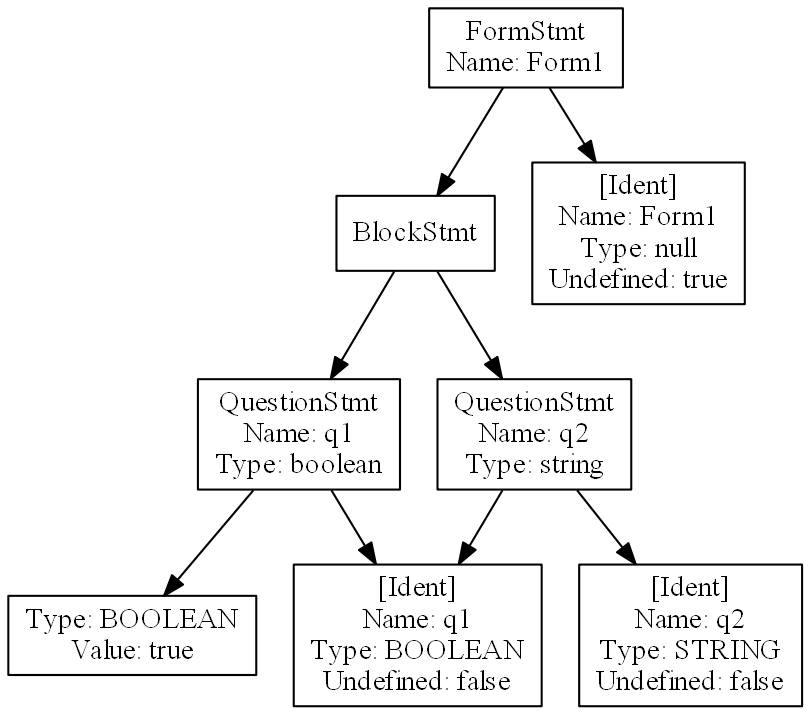 FormStmt
Name: Form1
[Ident]
Name: Form1
Type: null
Undefined: true
BlockStmt
QuestionStmt
Name: q1
Type: boolean
QuestionStmt
Name: q2
Type: string
Type: BOOLEAN
Value: true
[Ident]
Name: q1
Type: BOOLEAN
Undefined: false
[Ident]
Name: q2
Type: STRING
Undefined: false